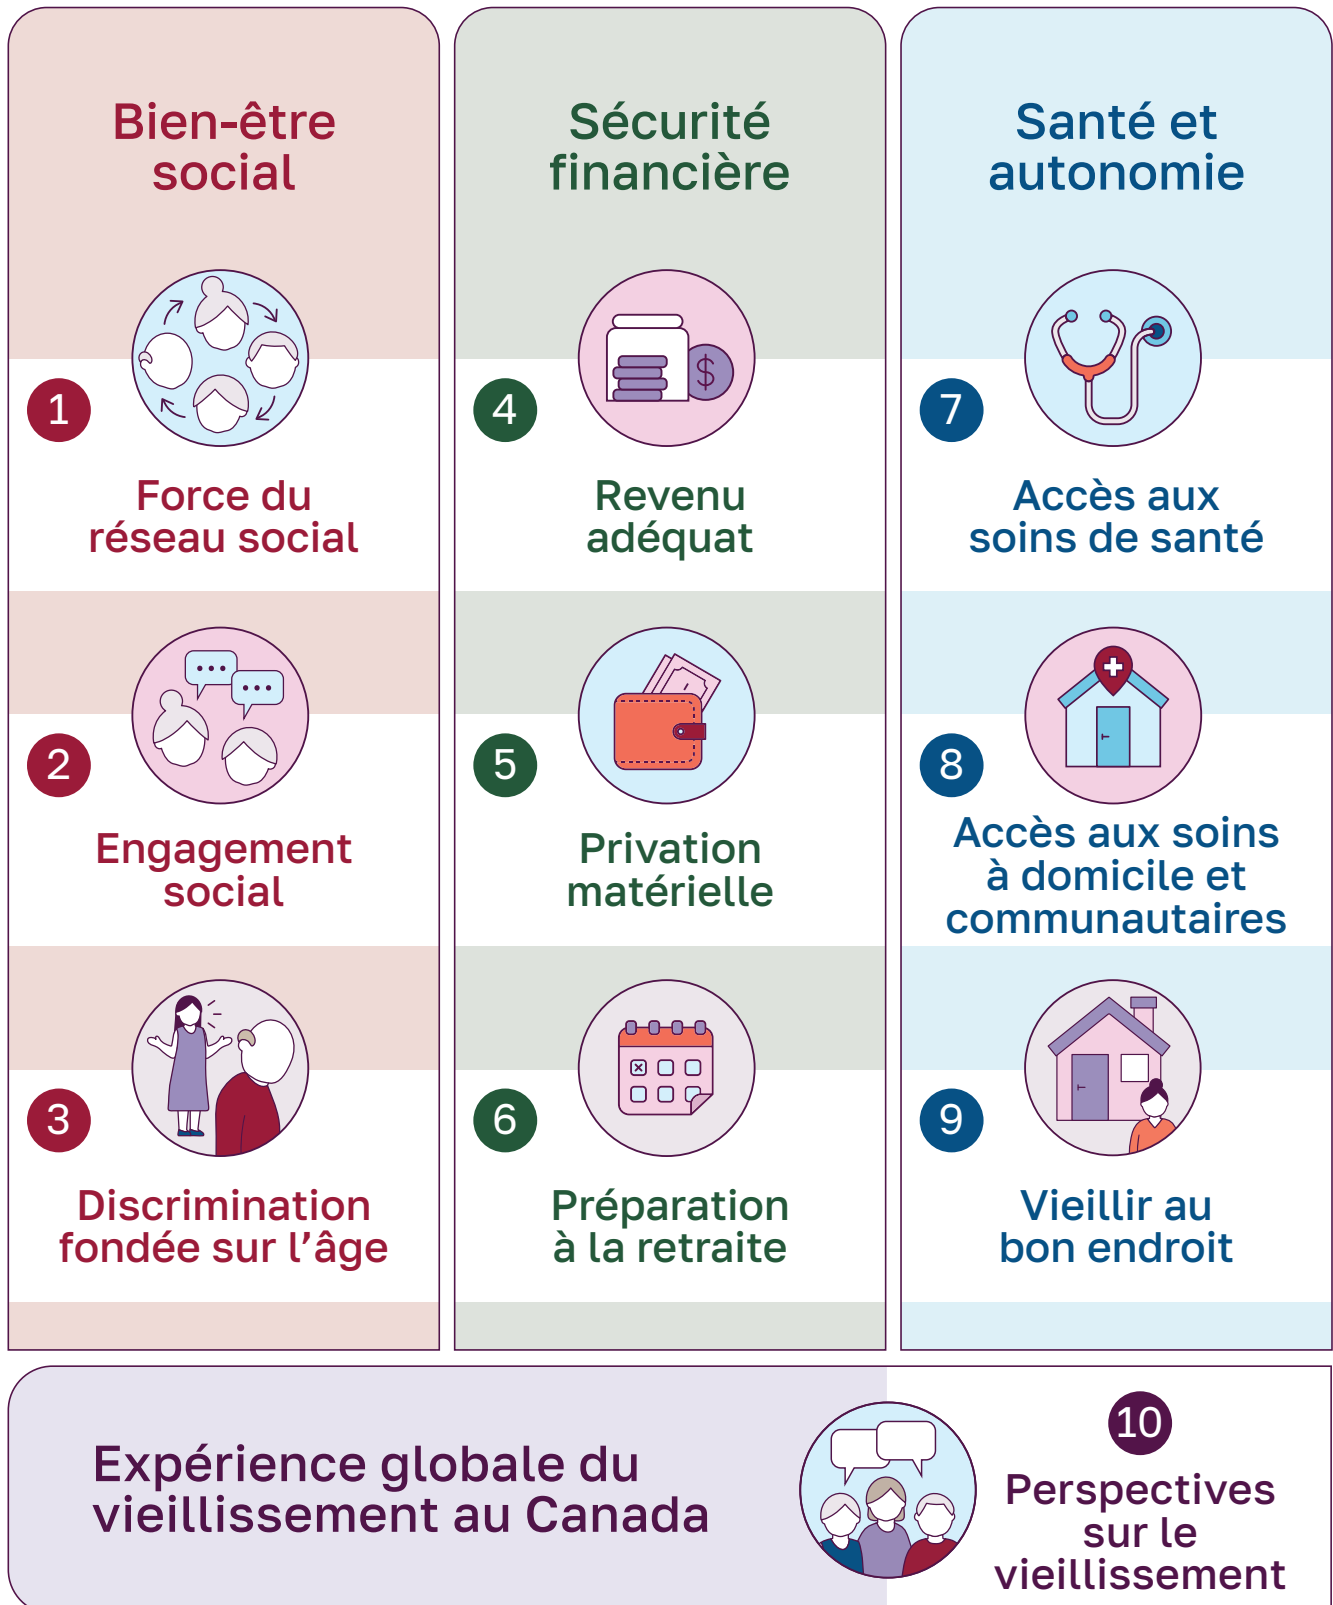 Bien-être
social
1
Force du
réseau social
2
Engagement
social
3
Discrimination
fondée sur l’âge
Sécurité
financière
$
4
Revenu
adéquat
5
Privation
matérielle
6
Préparation
à la retraite
Santé et
autonomie
7
Accès aux
soins de santé
8
Accès aux soins
à domicile et
communautaires
9
Vieillir au
bon endroit
Expérience globale du
vieillissement au Canada
10
Perspectives
sur le
vieillissement